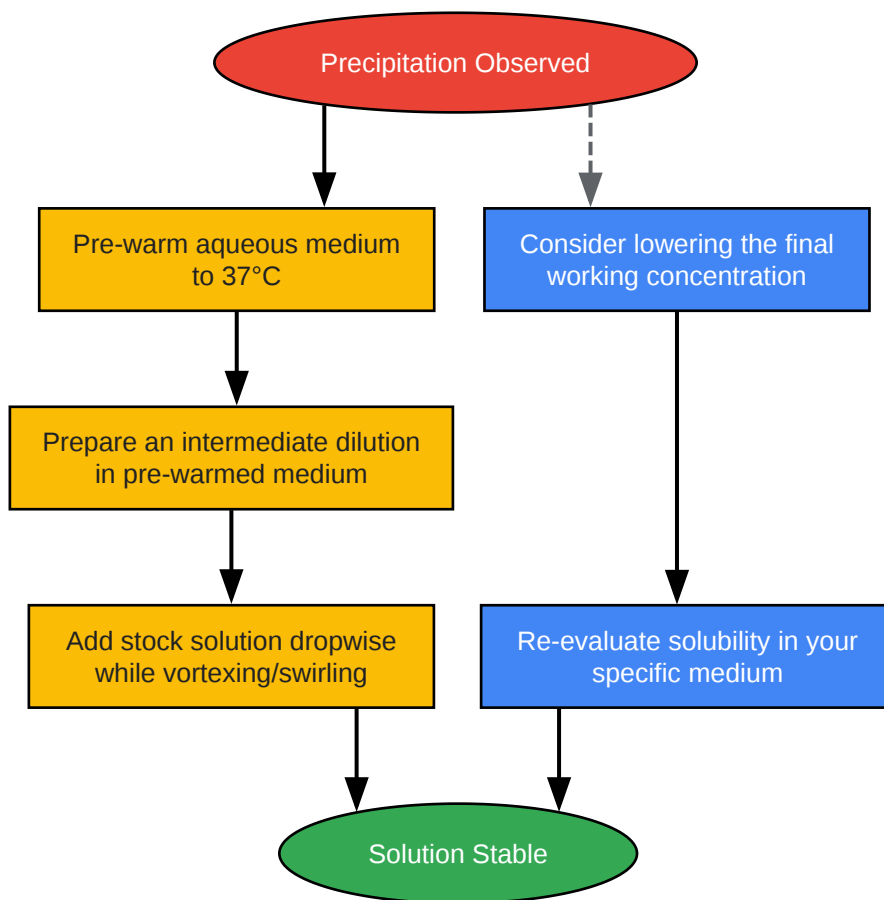 Precipitation Observed
Pre-warm aqueous medium
to 37°C
Consider lowering the final
working concentration
Prepare an intermediate dilution
in pre-warmed medium
Add stock solution dropwise
while vortexing/swirling
Re-evaluate solubility in your
specific medium
Solution Stable